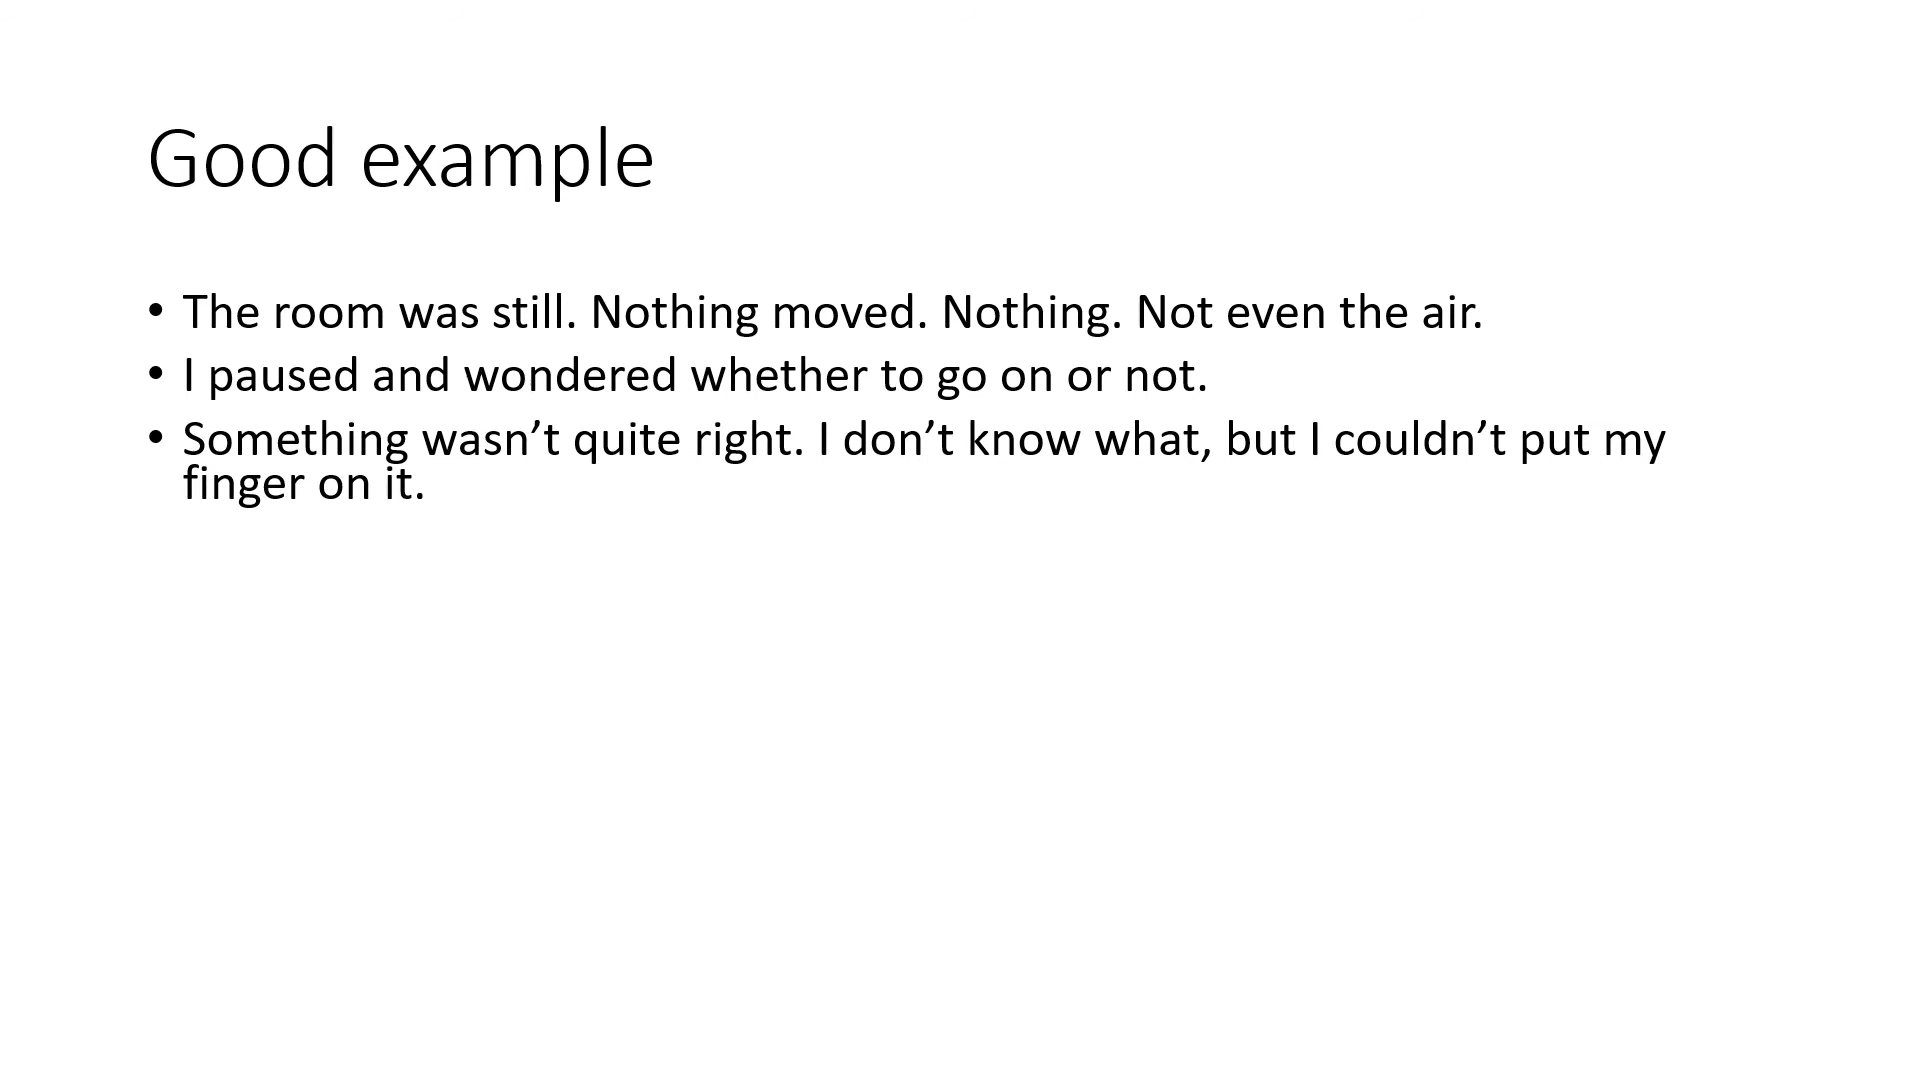 Good example
• The room was still. Nothing moved. Nothing. Not even the air.
• I paused and wondered whether to go on or not.
• Something wasn’t quite right. I don’t know what, but I couldn’t put my
finger on it.